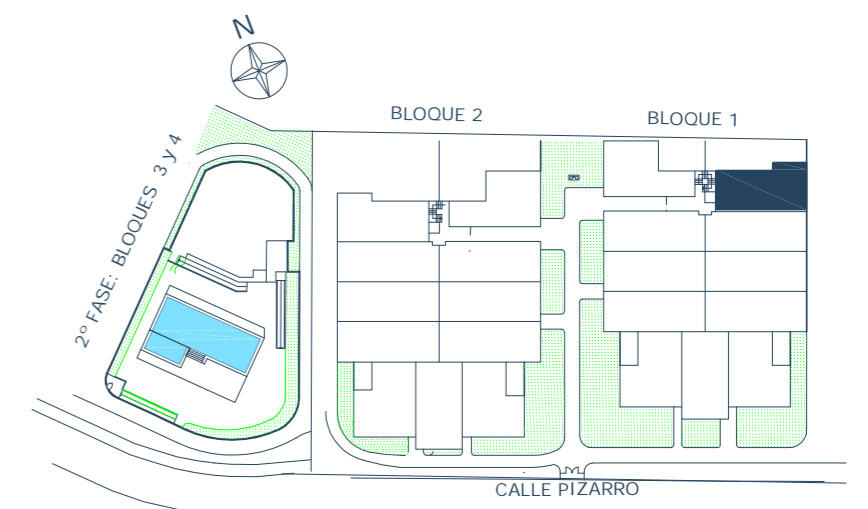 N
BLOQUE 2
BLOQUE 1
2º FASE: BLOQUES 3 y 4
CALLE PIZARRO